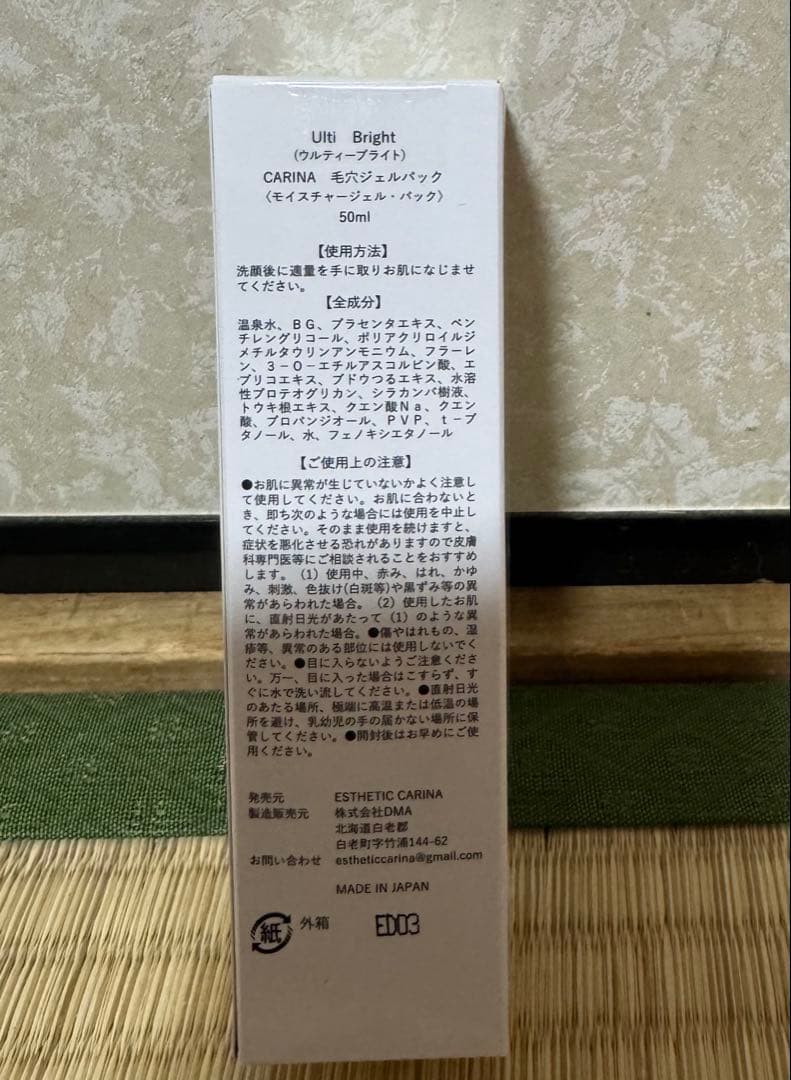 Ulti Bright
(ウルティーブライト)
CARINA 毛穴ジェルパック
〈モイスチャージェル・パック〉
50ml
【使用方法】
洗顔後に適量を手に取りお肌になじませ
てください。
【全成分】
温泉水、BG、プラセンタエキス、ペン
チレングリコール、ポリアクリロイルジ
メチルタウリンアンモニウム、フラーレ
ン、3-O-エチルアスコルビン酸、エ
ブリコエキス、ブドウつるエキス、水溶
性プロテオグリカン、シラカンバ樹液、
トウキ根エキス、クエン酸Na、クエン
酸、プロパンジオール、PVP、t-ブ
タノール、水、フェノキシエタノール
【ご使用上の注意】
●お肌に異常が生じていないかよく注意し
て使用してください。お肌に合わないと
き、即ち次のような場合には使用を中止し
てください。そのまま使用を続けますと、
症状を悪化させる恐れがありますので皮膚
科専門医等にご相談されることをおすすめ
します。(1)使用中、赤み、はれ、かゆ
み、刺激、色抜け(白斑等)や黒ずみ等の異
常があらわれた場合。(2)使用したお肌
に、直射日光があたって(1)のような異
常があらわれた場合。●傷やはれもの、湿
疹等、異常のある部位には使用しないでく
ださい。●目に入らないようご注意くださ
い。万一、目に入った場合はこすらず、す
ぐに水で洗い流してください。●直射日光
のあたる場所、極端に高温または低温の場
所を避け、乳幼児の手の届かない場所に保
管してください。●開封後はお早めにご使
用ください。
発売元 ESTHETIC CARINA
製造販売元 株式会社DMA
北海道白老郡
白老町字竹浦144-62
お問い合わせ estheticcarina@gmail.com
MADE IN JAPAN
紙 外箱 ED03